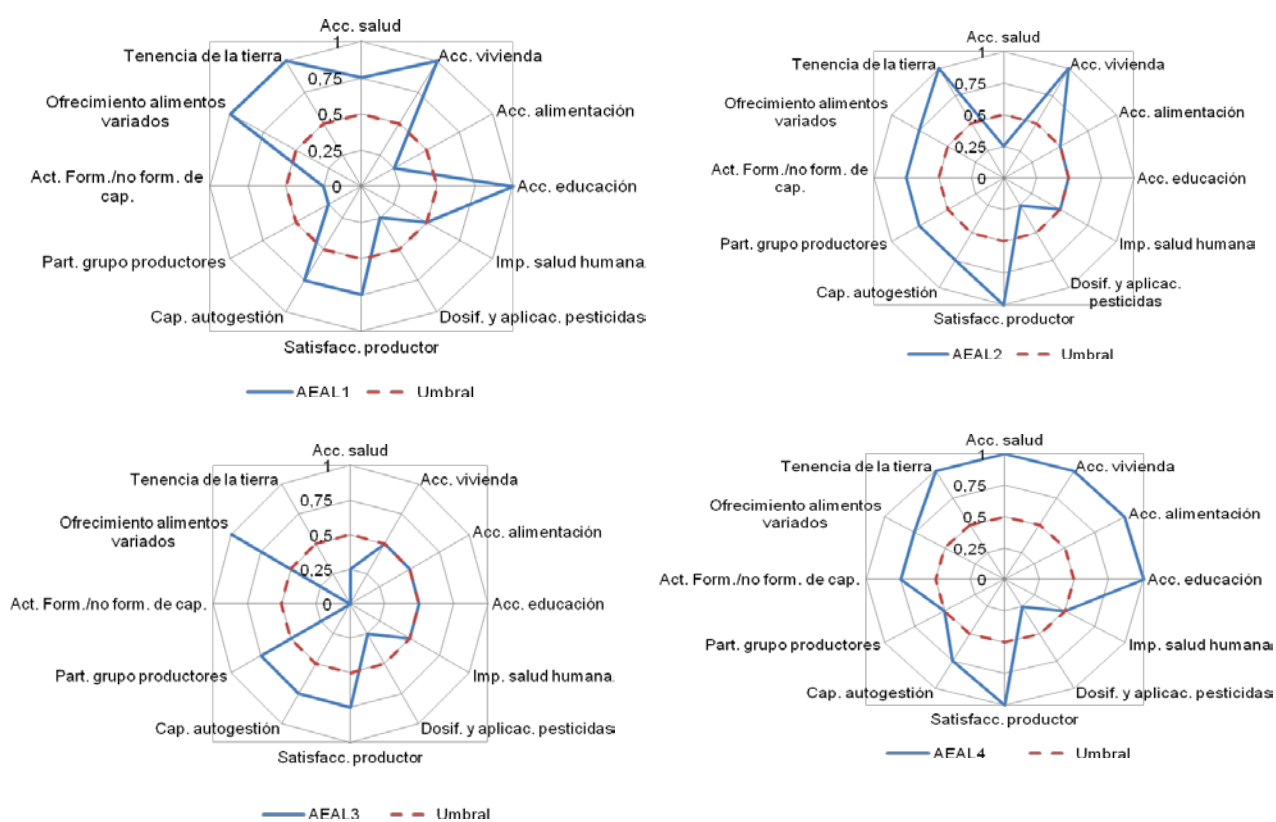 Acc. salud
1
Tenencia de la tierra
Acc. vivienda
0,75
Ofrecimiento alimentos
variados
Acc. alimentación
0,5
0,25
Act. Form./no form. de
cap.
0
Acc. educación
Part. grupo productores
Imp. salud humana
Cap. autogestión
Dosif. y aplicac. pesticidas
Satisfacc. productor
AEAL1
Umbral
Acc. salud
1
Tenencia de la tierra
Acc. vivienda
0,75
Ofrecimiento alimentos
variados
Acc. alimentación
0,5
0,25
Act. Form./no form. de
cap.
0
Acc. educación
Part. grupo productores
Imp. salud humana
Cap. autogestión
Dosif. y aplicac.
pesticidas
Satisfacc. productor
AEAL2
Umbral
Acc. salud
1
Tenencia de la tierra
Acc. vivienda
0,75
Ofrecimiento alimentos
variados
Acc. alimentación
0,5
0,25
Act. Form./no form. de cap.
0
Acc. educación
Part. grupo productores
Imp. salud humana.
Cap. autogestión
Dosif. y aplicac. pesticidas
Satisfacc. productor
AEAL3
Umbral
Acc. salud
1
Tenencia de la tierra
Acc. vivienda
0,75
Ofrecimiento alimentos
variados
Acc. alimentación
0,5
0,25
Act. Form./no form. de cap.
0
Acc. educación
Part. grupo productores
Imp. salud humana
Cap. autogestión
Dosif. y aplicac. pesticidas
Satisfacc. productor
AEAL4
Umbral